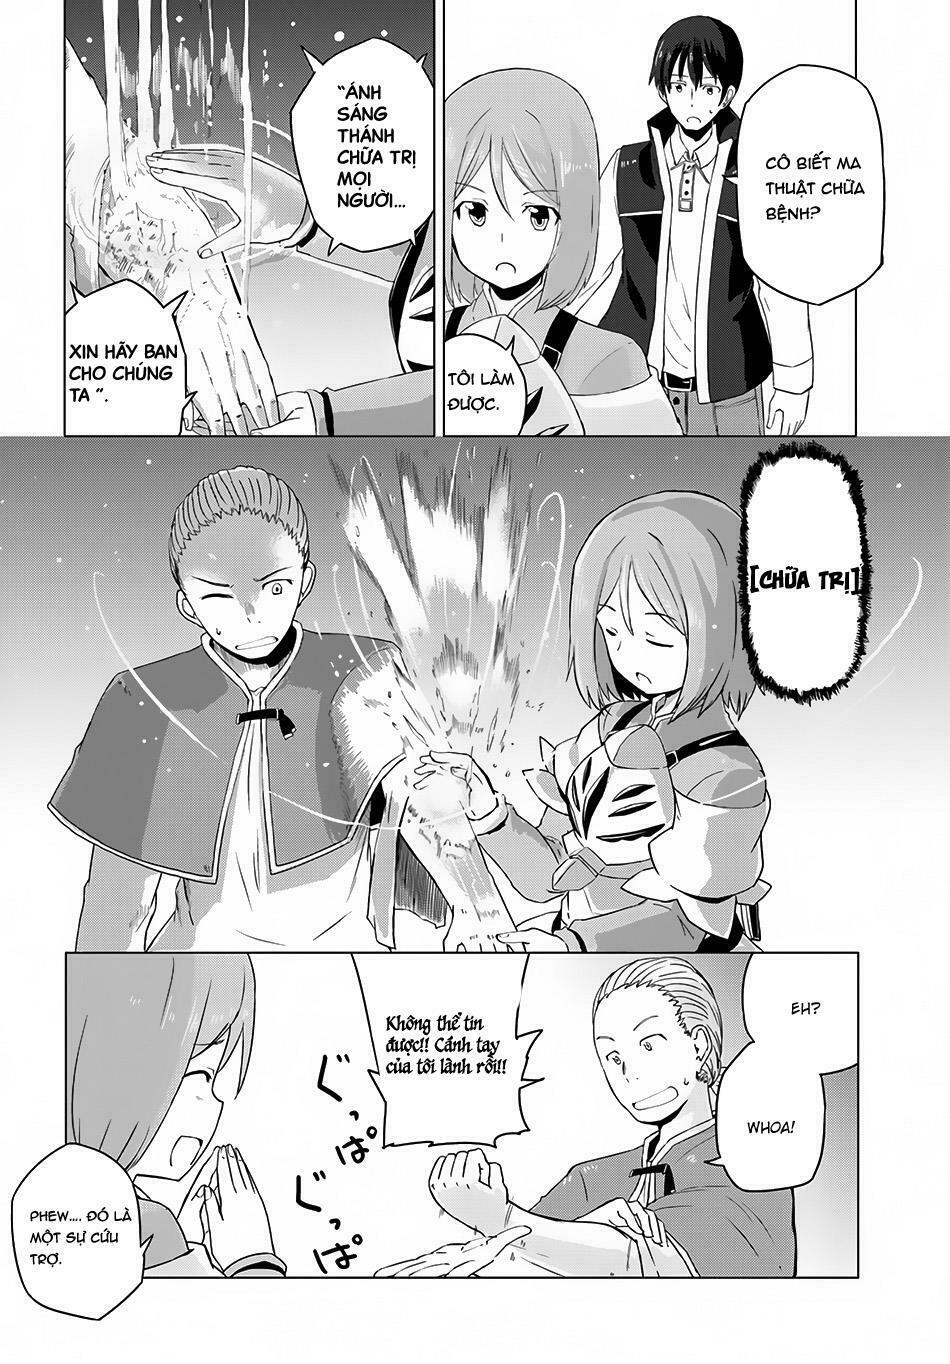 CÔ BIẾT MA
THUẬT CHỮA
BỆNH?
TÔI LÀM
ĐƯỢC.
“ÁNH
SÁNG
THÁNH
CHỮA TRỊ
MỌI
NGƯỜI...
XIN HÃY BAN
CHO CHÚNG
TA ”.
[CHỮA TRỊ]
EH?
WHOA!
Không thể tin
được!! Cánh tay
của tôi lành rồi!!
ぐっぱ
ぐっぱ
PHEW.... ĐÓ LÀ
MỘT SỰ CỨU
TRỢ.